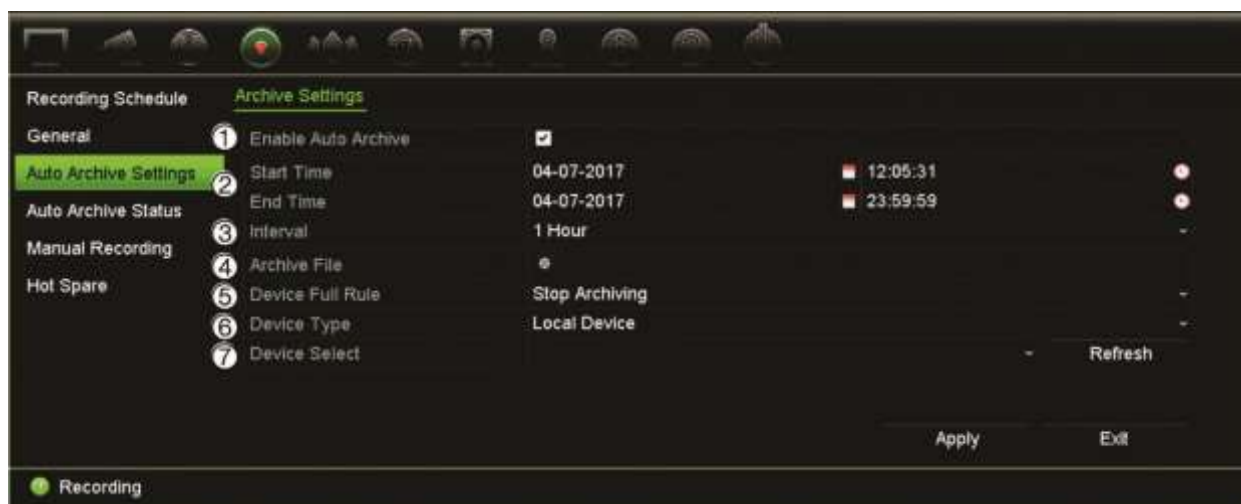 Recording Schedule
Archive Settings
General
① Enable Auto Archive
Auto Archive Settings
② Start Time 04-07-2017 12:05:31
End Time 04-07-2017 23:59:59
Auto Archive Status
③ Interval 1 Hour
Manual Recording
④ Archive File
Hot Spare
⑤ Device Full Rule Stop Archiving
⑥ Device Type Local Device
⑦ Device Select Refresh
Apply Exit
Recording